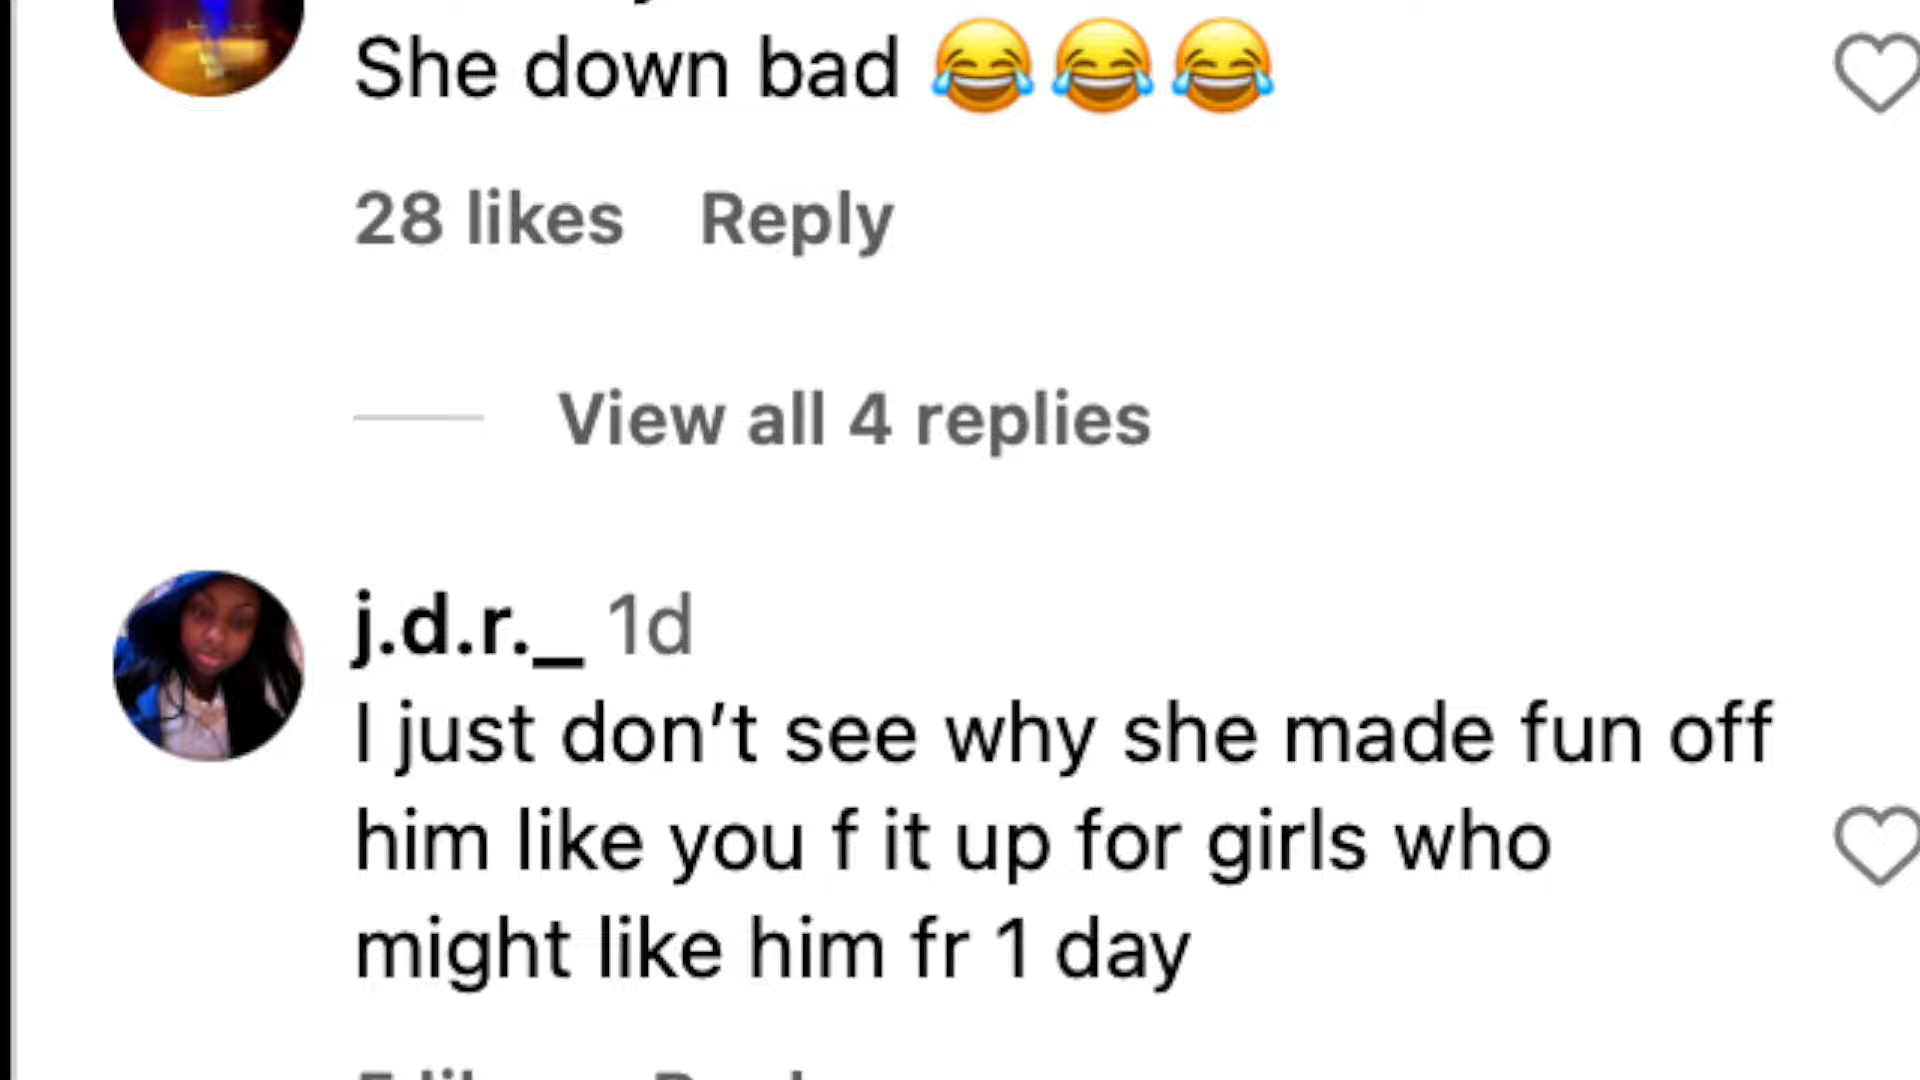 She down bad 😂😂😂
28 likes Reply
View all 4 replies
j.d.r._ 1d
I just don’t see why she made fun off
him like you f it up for girls who
might like him fr 1 day